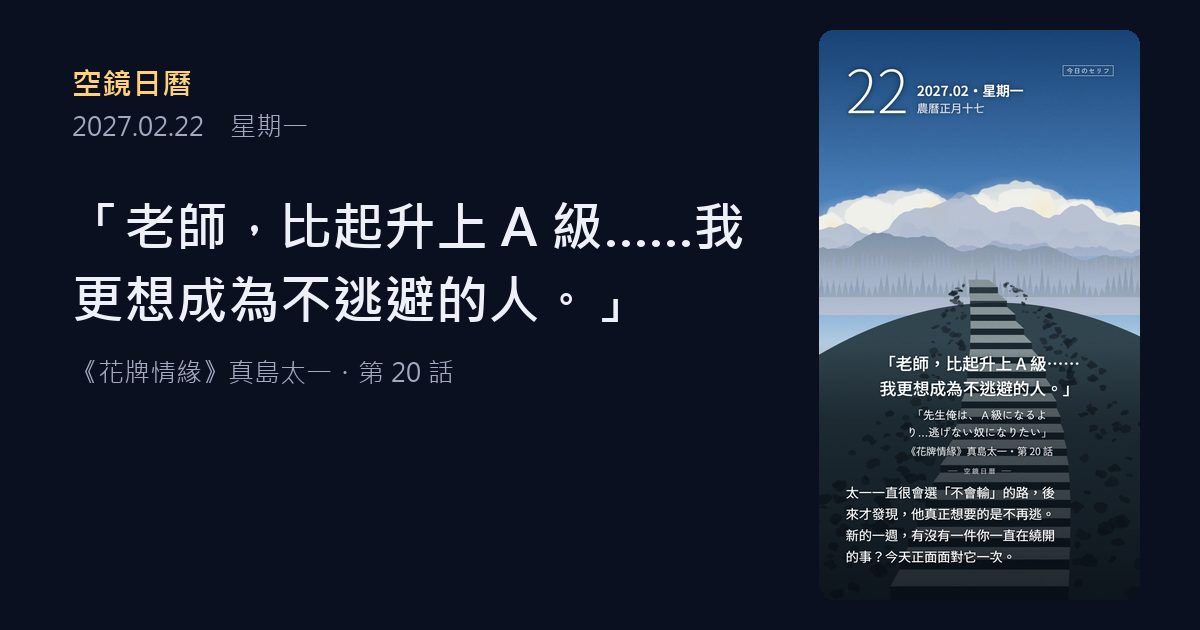 空鏡日曆
2027.02.22 星期一
「老師，比起升上 A 級……我
更想成為不逃避的人。」
《花牌情緣》真島太一・第 20 話
22
2027.02・星期一
農曆正月十七
今日のセリフ
「老師，比起升上 A 級……
我更想成為不逃避的人。」
「先生俺は、A級になるよ
り…逃げない奴になりたい」
《花牌情緣》真島太一・第 20 話
— 空鏡日曆 —
太一一直很會選「不會輸」的路，後
來才發現，他真正想要的是不再逃。
新的一週，有沒有一件你一直在繞開
的事？今天正面面對它一次。